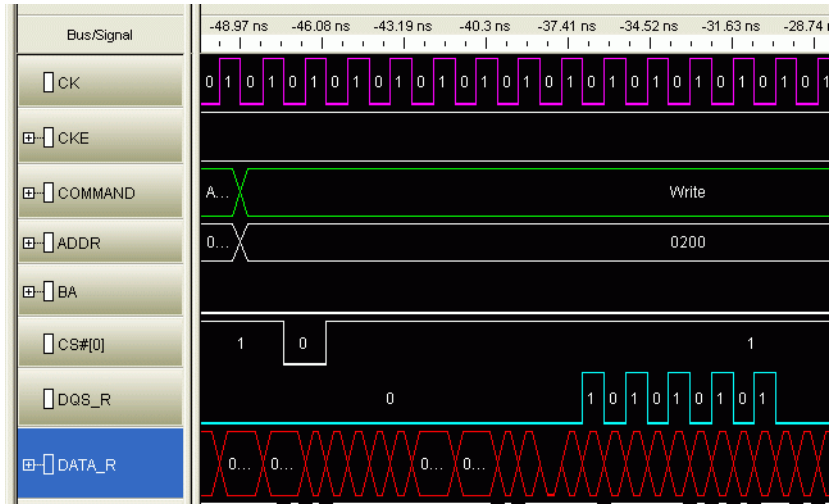 Bus/Signal -48.97 ns -46.08 ns -43.19 ns -40.3 ns -37.41 ns -34.52 ns -31.63 ns -28.74
CK 0 1 0 1 0 1 0 1 0 1 0 1 0 1 0 1 0 1 0 1 0 1 0 1 0 1 0 1 0 1
CKE
COMMAND A... Write
ADDR 0... 0200
BA
CS#[0] 1 0 1
DQS_R 0 1 0 1 0 1 0 1 0 1
DATA_R 0... 0... 0... 0...